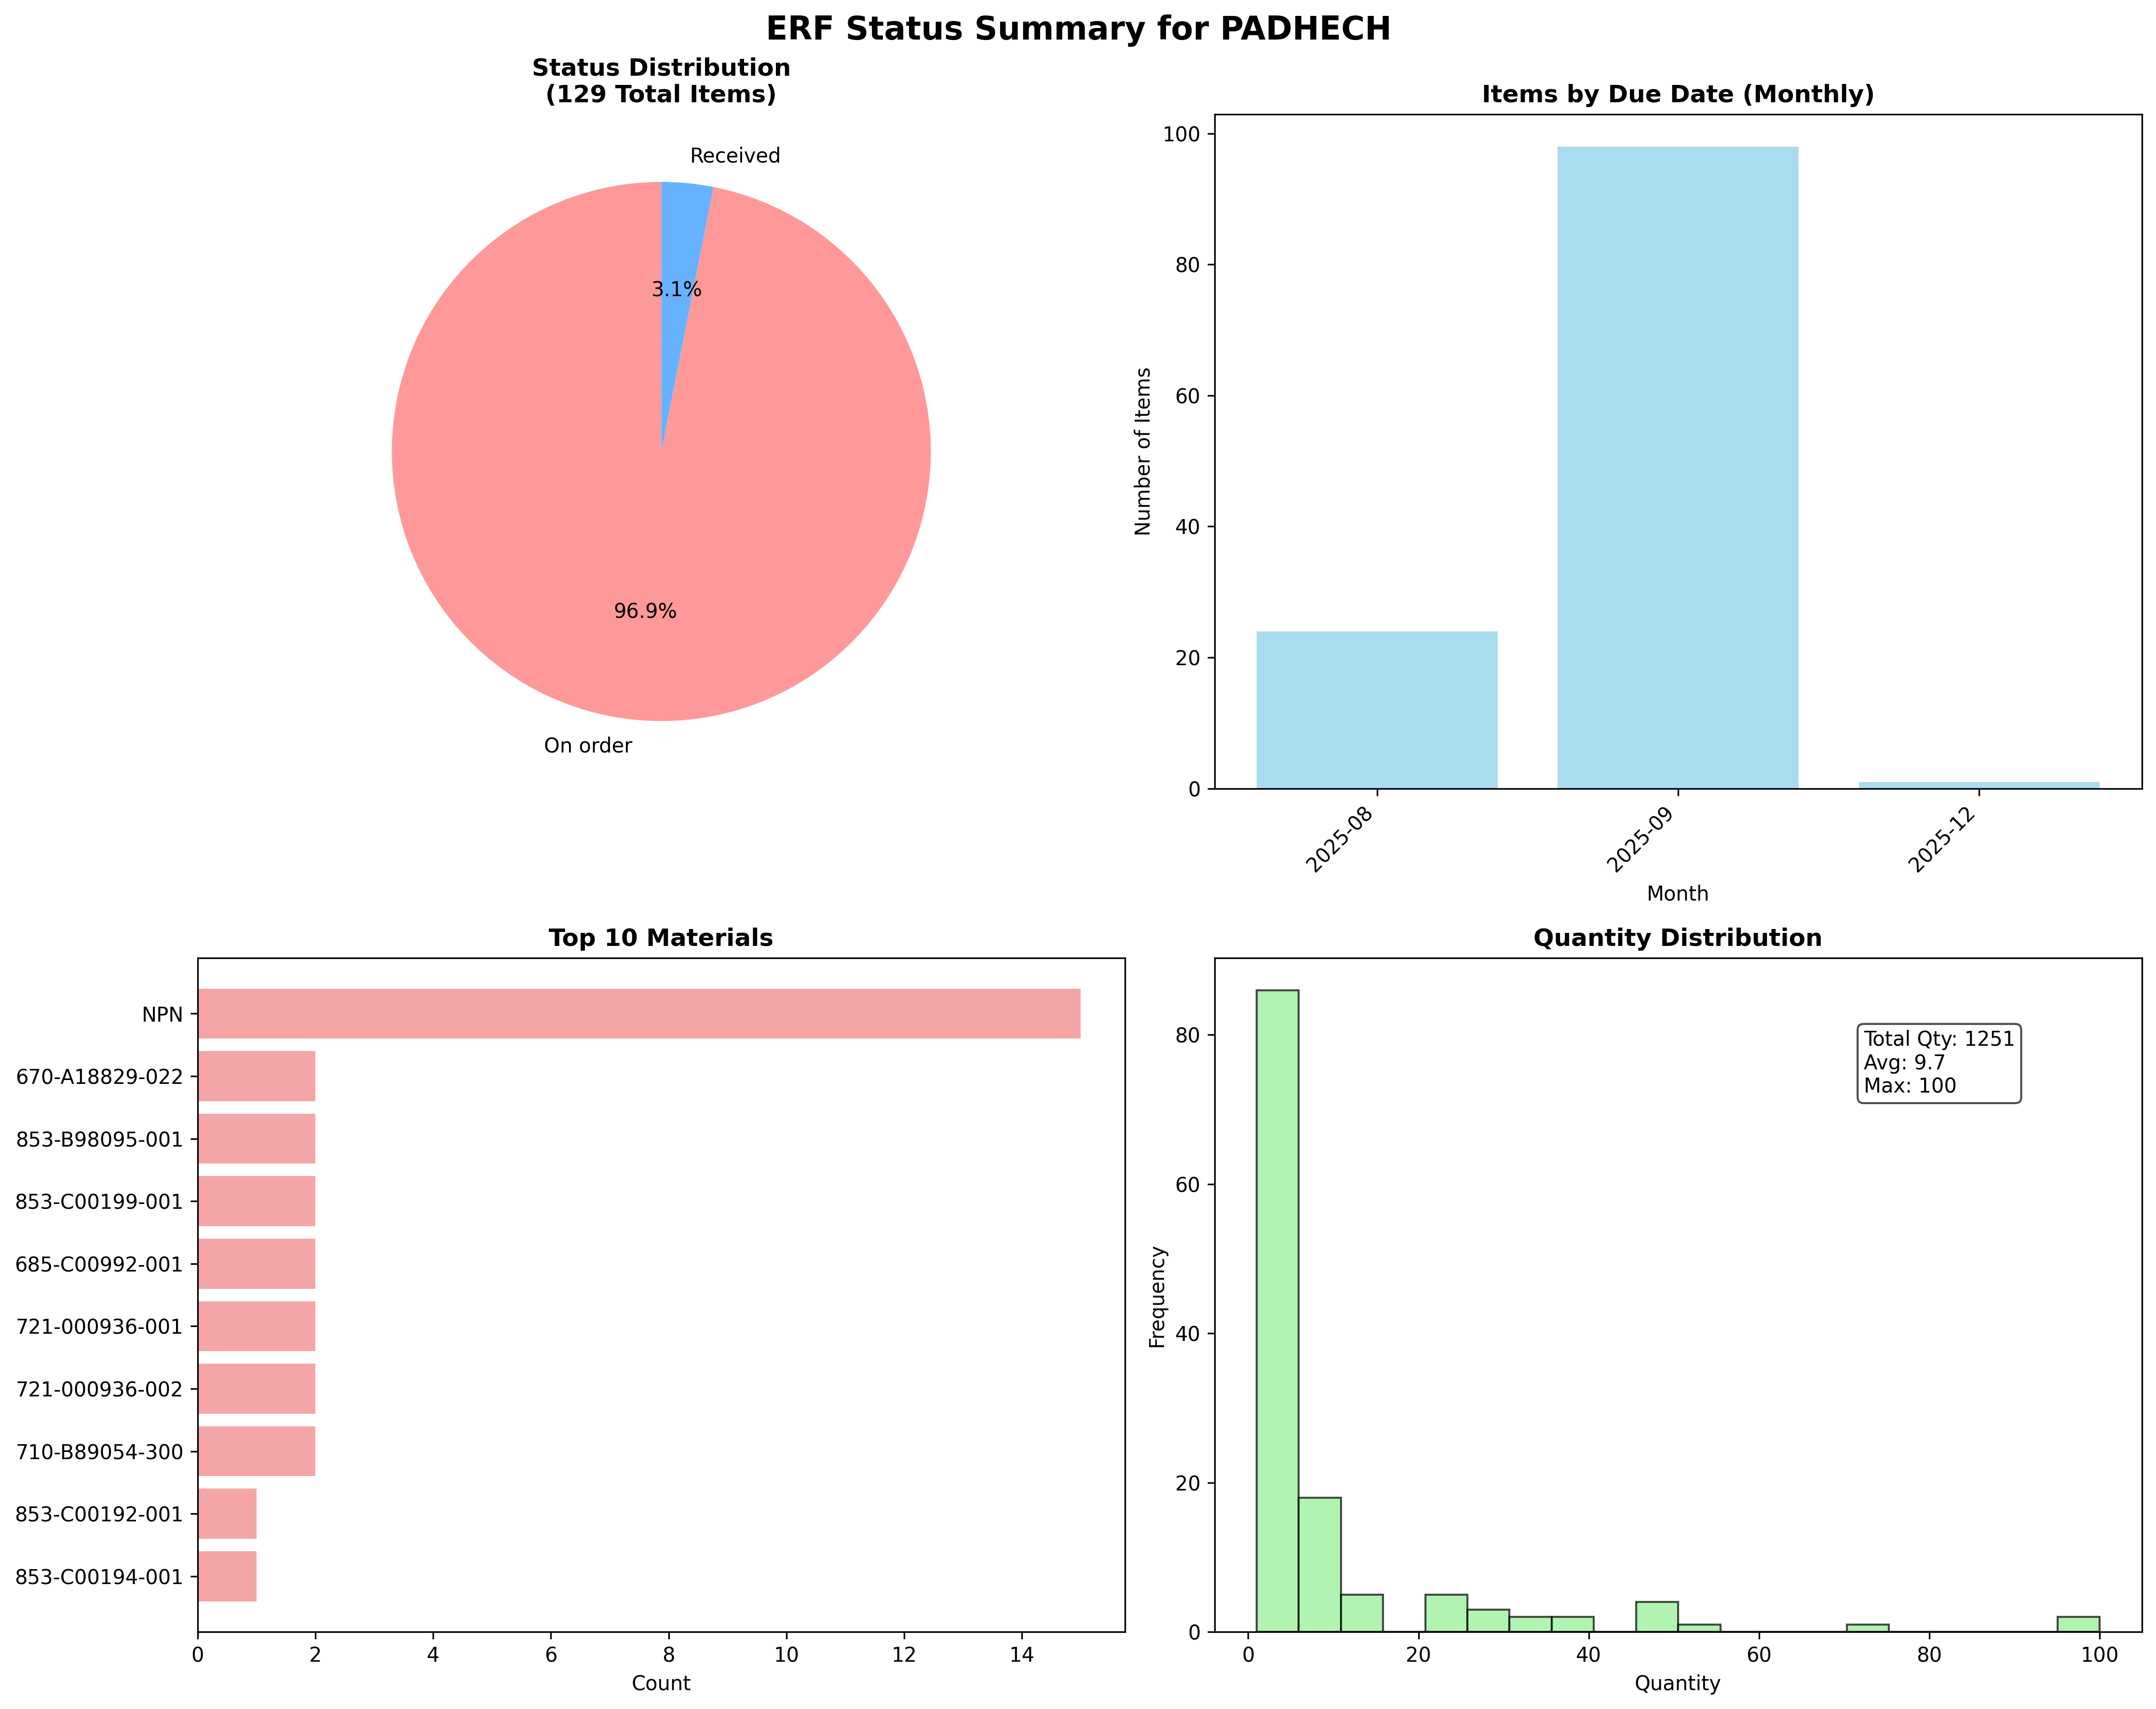 ERF Status Summary for PADHECH
Status Distribution
(129 Total Items)
Received
3.1%
96.9%
On order
Items by Due Date (Monthly)
Number of Items
100
80
60
40
20
0
2025-08
2025-09
2025-12
Month
Top 10 Materials
NPN
670-A18829-022
853-B98095-001
853-C00199-001
685-C00992-001
721-000936-001
721-000936-002
710-B89054-300
853-C00192-001
853-C00194-001
0 2 4 6 8 10 12 14
Count
Quantity Distribution
Total Qty: 1251
Avg: 9.7
Max: 100
Frequency
80
60
40
20
0
0 20 40 60 80 100
Quantity